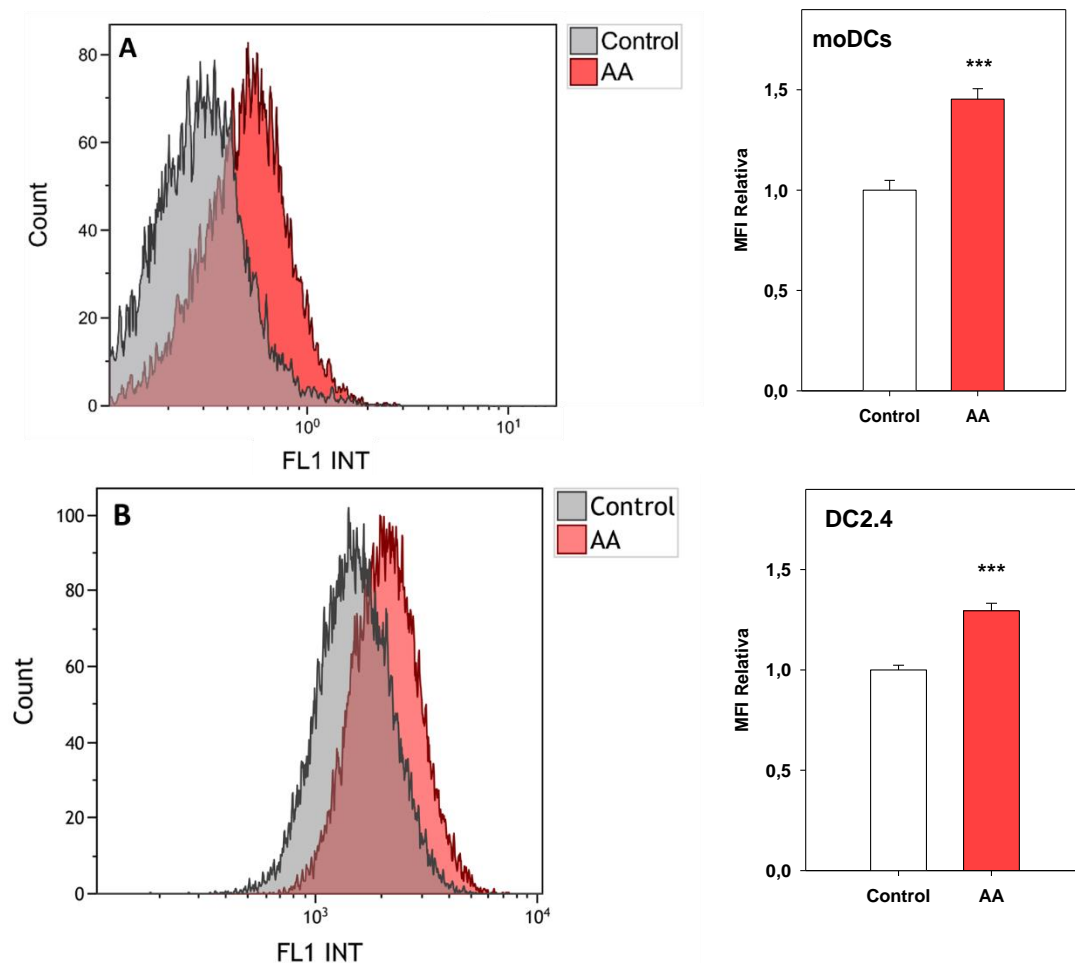 A
Control
AA
80
60
40
20
0
Count
10⁰
10¹
FL1 INT
moDCs
***
1,5
1,0
0,5
0,0
MFI Relativa
Control
AA
B
Control
AA
100
80
60
40
20
0
Count
10³
10⁴
FL1 INT
DC2.4
***
1,5
1,0
0,5
0,0
MFI Relativa
Control
AA